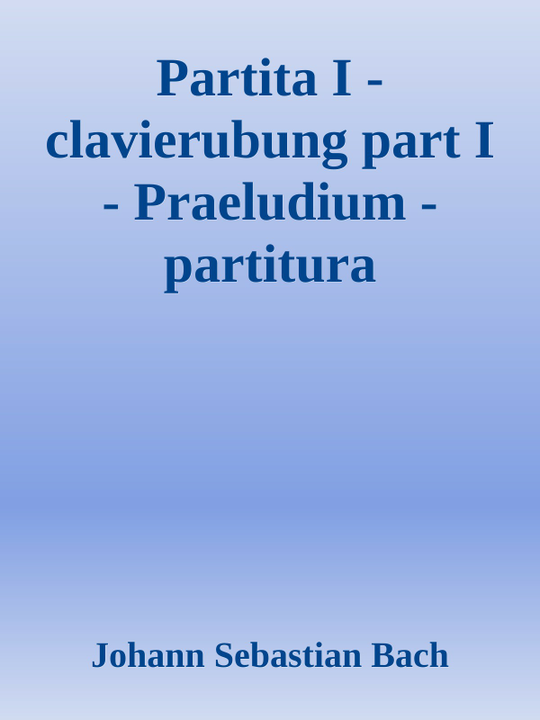 Partita I -
clavierubung part I
- Praeludium -
partitura
Johann Sebastian Bach